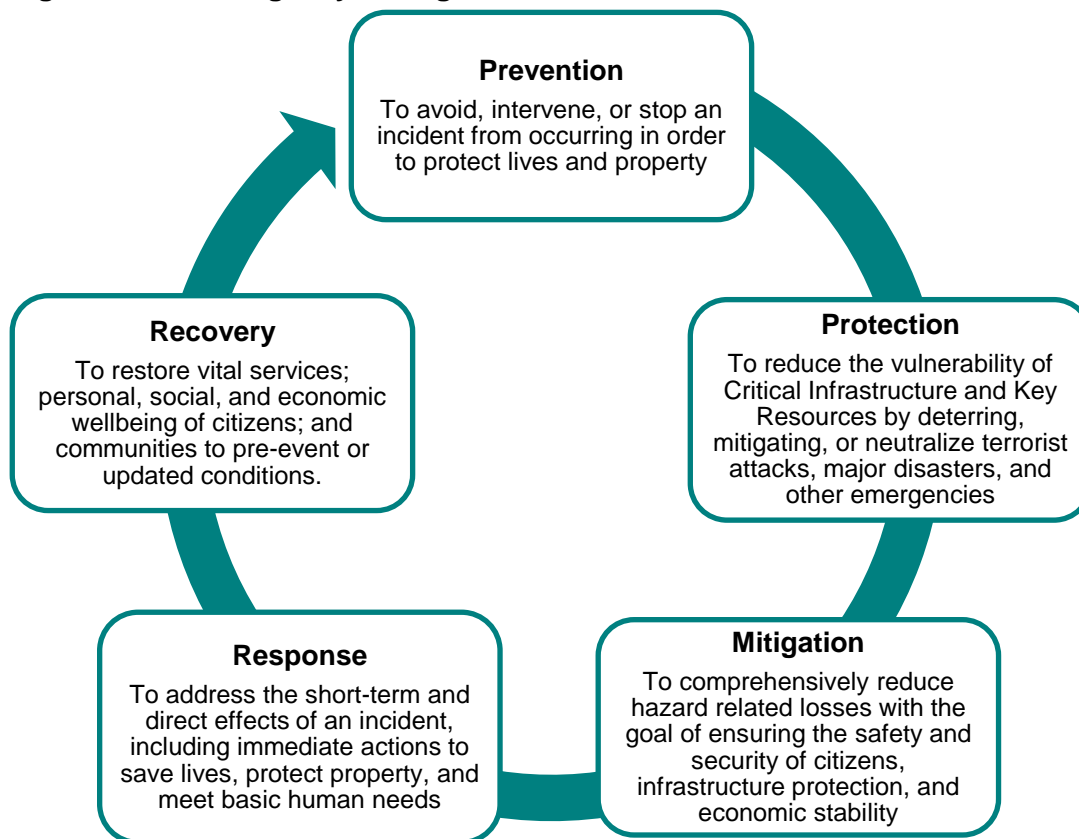 Prevention
To avoid, intervene, or stop an
incident from occurring in order
to protect lives and property
Protection
To reduce the vulnerability of
Critical Infrastructure and Key
Resources by deterring,
mitigating, or neutralize terrorist
attacks, major disasters, and
other emergencies
Mitigation
To comprehensively reduce
hazard related losses with the
goal of ensuring the safety and
security of citizens,
infrastructure protection, and
economic stability
Response
To address the short-term and
direct effects of an incident,
including immediate actions to
save lives, protect property, and
meet basic human needs
Recovery
To restore vital services;
personal, social, and economic
wellbeing of citizens; and
communities to pre-event or
updated conditions.